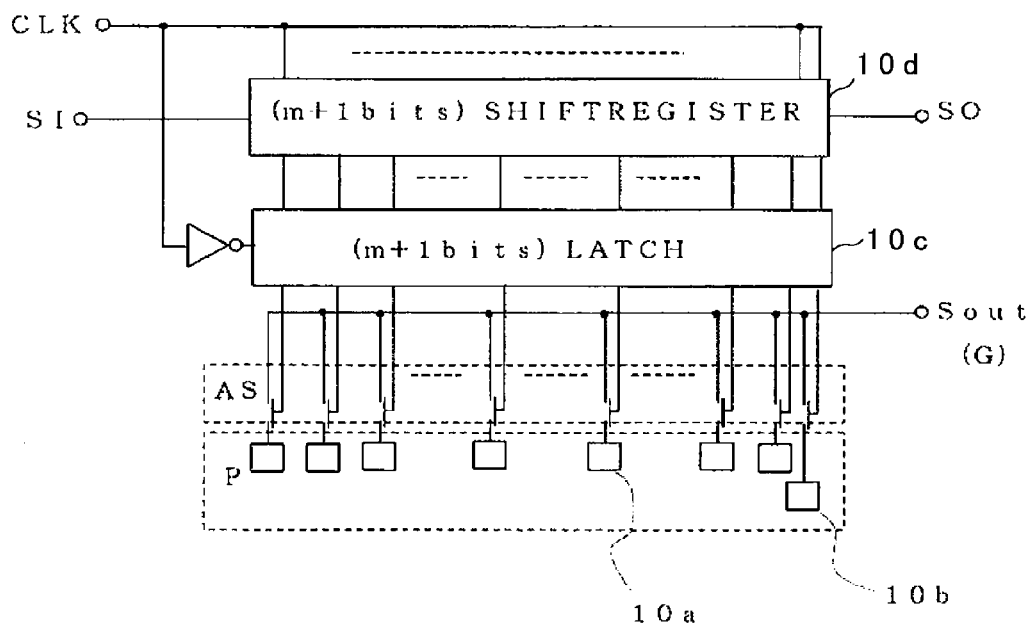 CLK
10d
SI
(m+1bits) SHIFTREGISTER
SO
(m+1bits) LATCH
10c
Sout
(G)
AS
P
10b
10a